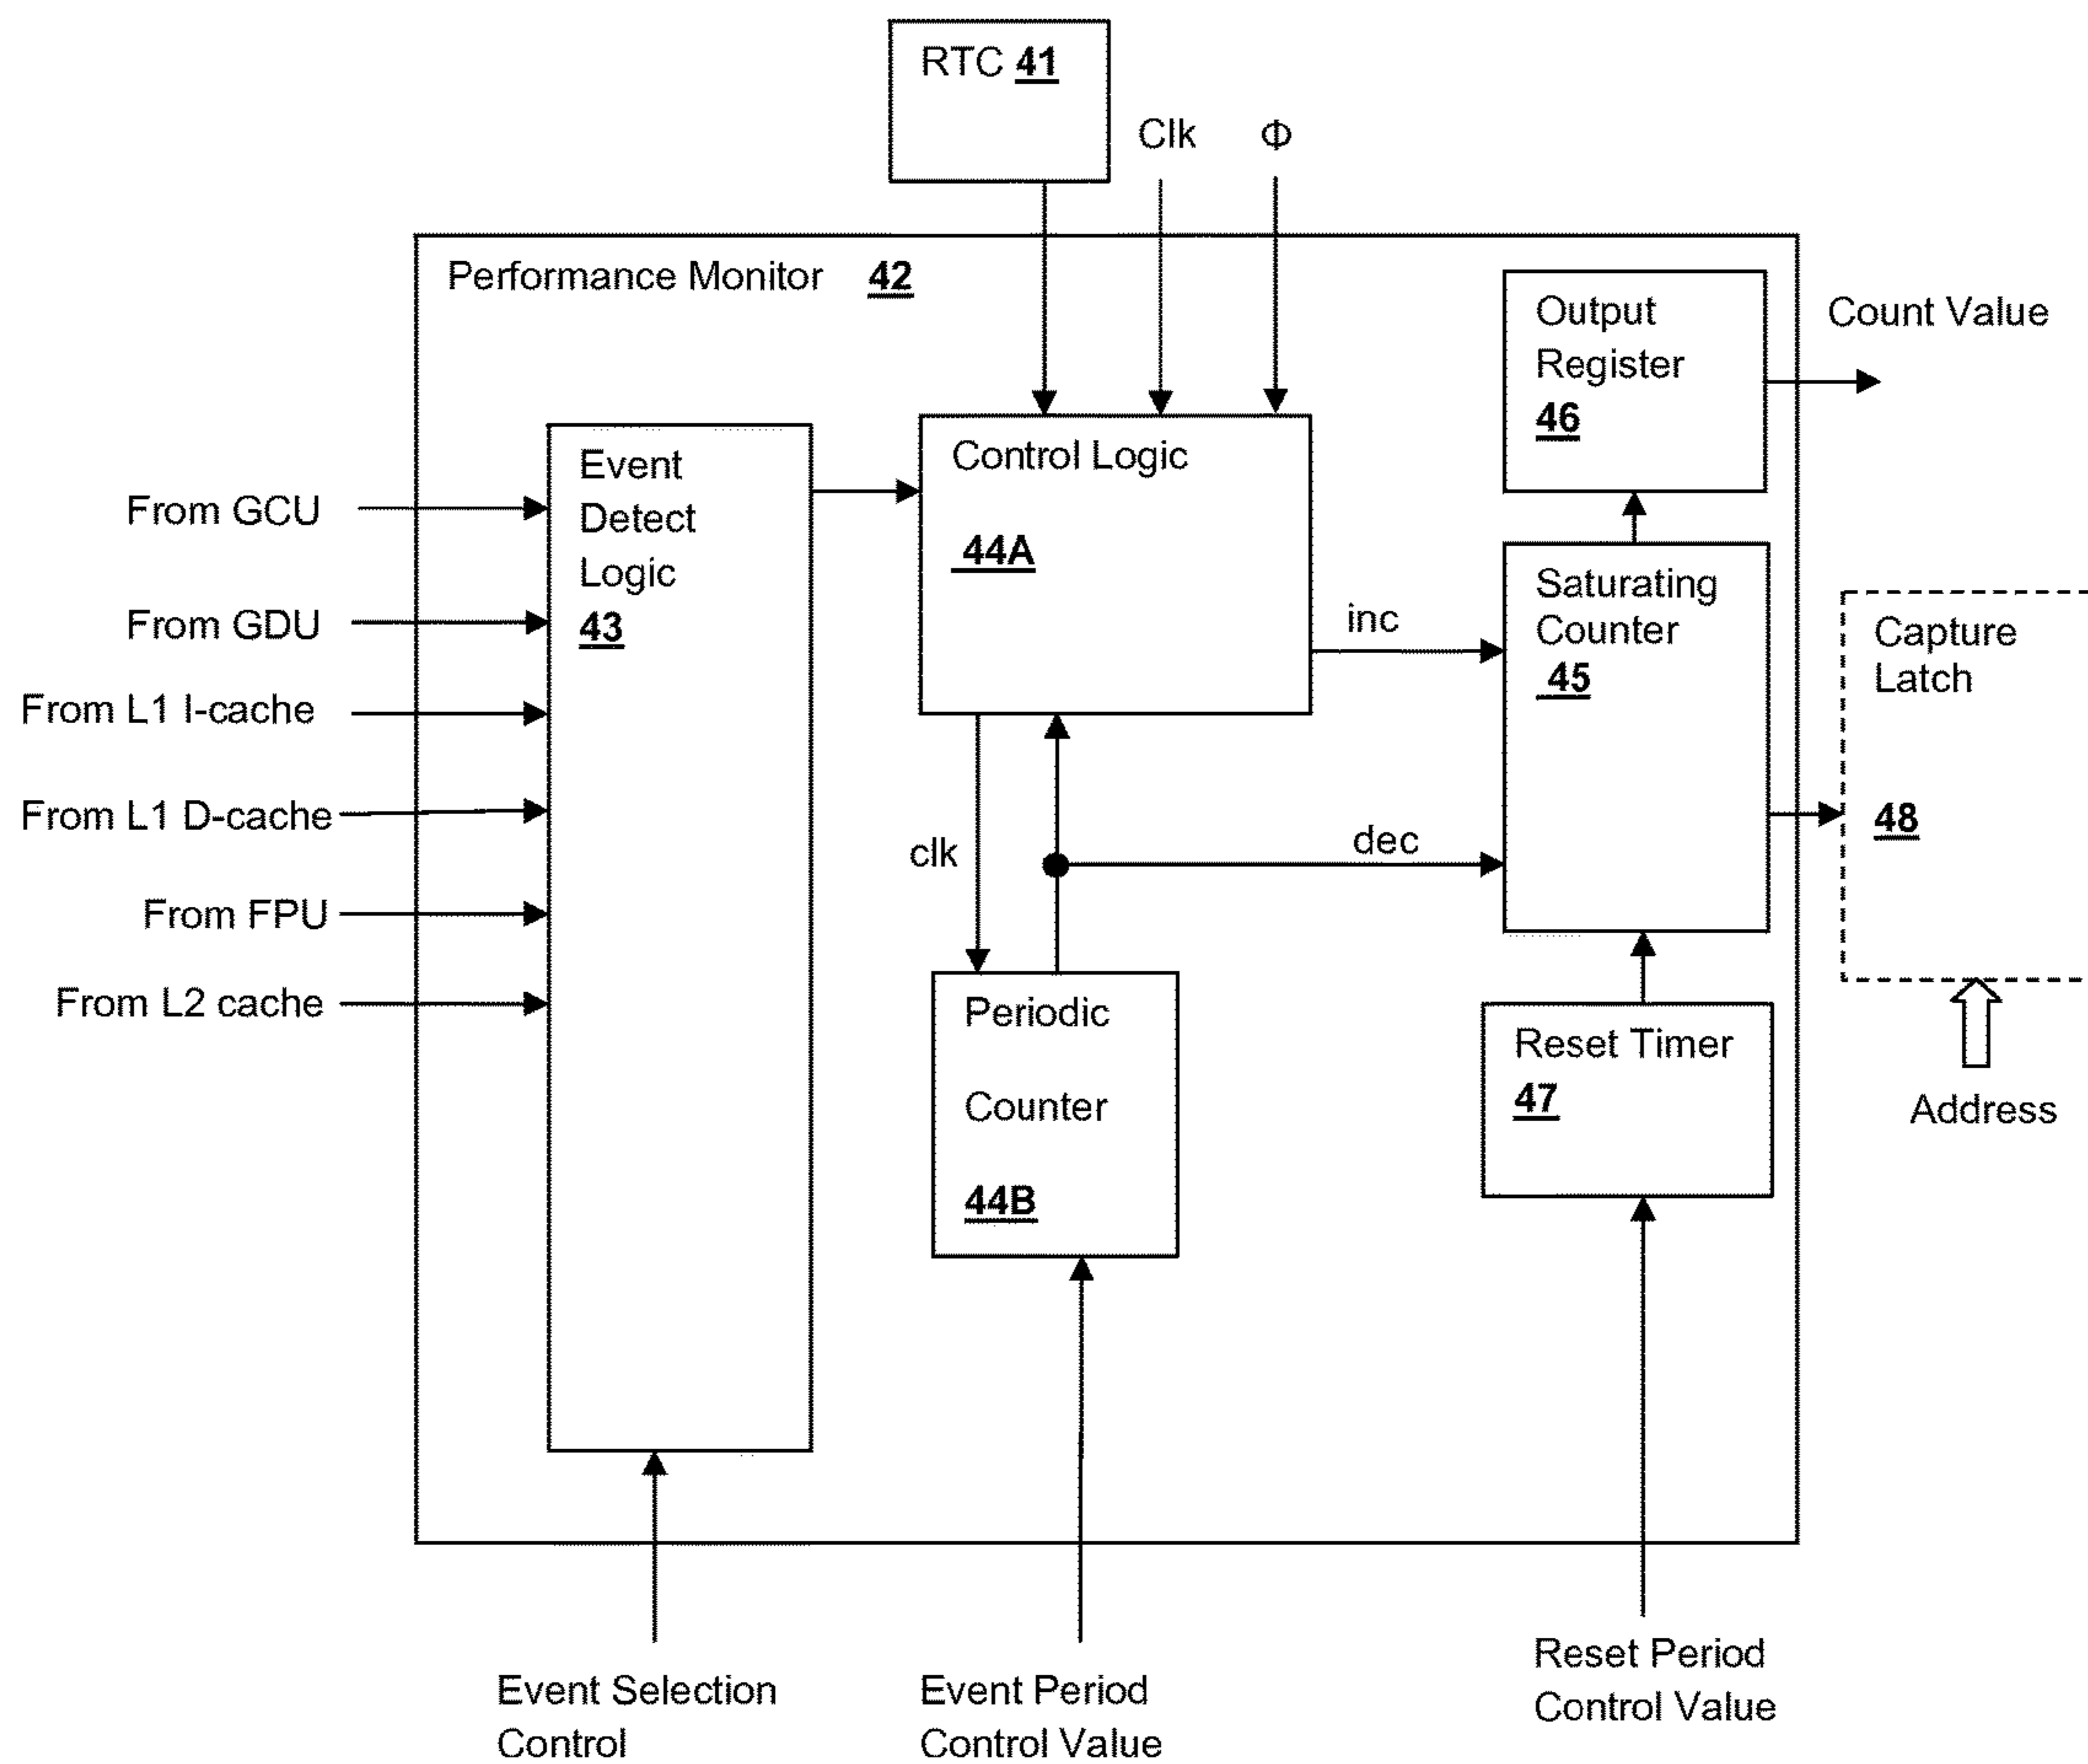 RTC 41
Clk
Φ
Performance Monitor 42
Output
Register
46
Count Value
Event
Detect
Logic
43
Control Logic
44A
From GCU
From GDU
From L1 I-cache
From L1 D-cache
From FPU
From L2 cache
inc
Saturating
Counter
45
Capture
Latch
48
clk
dec
Periodic
Counter
44B
Reset Timer
47
Address
Event Selection
Control
Event Period
Control Value
Reset Period
Control Value